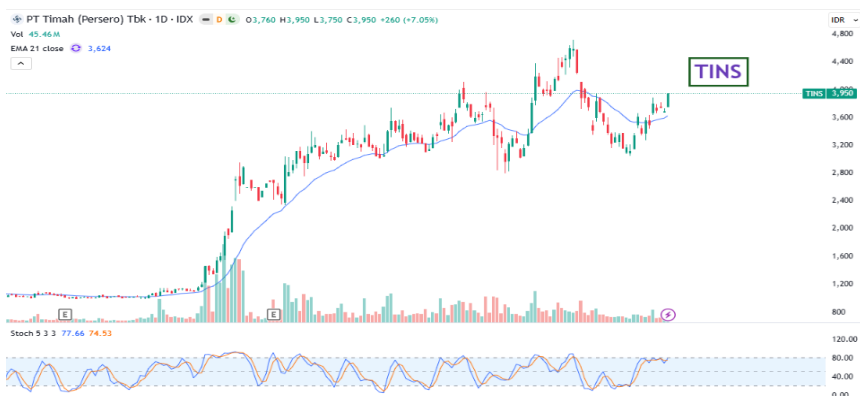 PT Timah (Persero) Tbk · 1D · IDX D O3,760 H3,950 L3,750 C3,950 +260 (+7.05%) IDR
Vol 45.46M
EMA 21 close 3,624
TINS
4,800
4,400
TINS 3,950
3,600
3,200
2,800
2,400
2,000
1,600
1,200
800
E E
Stoch 5 3 3 77.66 74.53
120.00
80.00
40.00
0.00